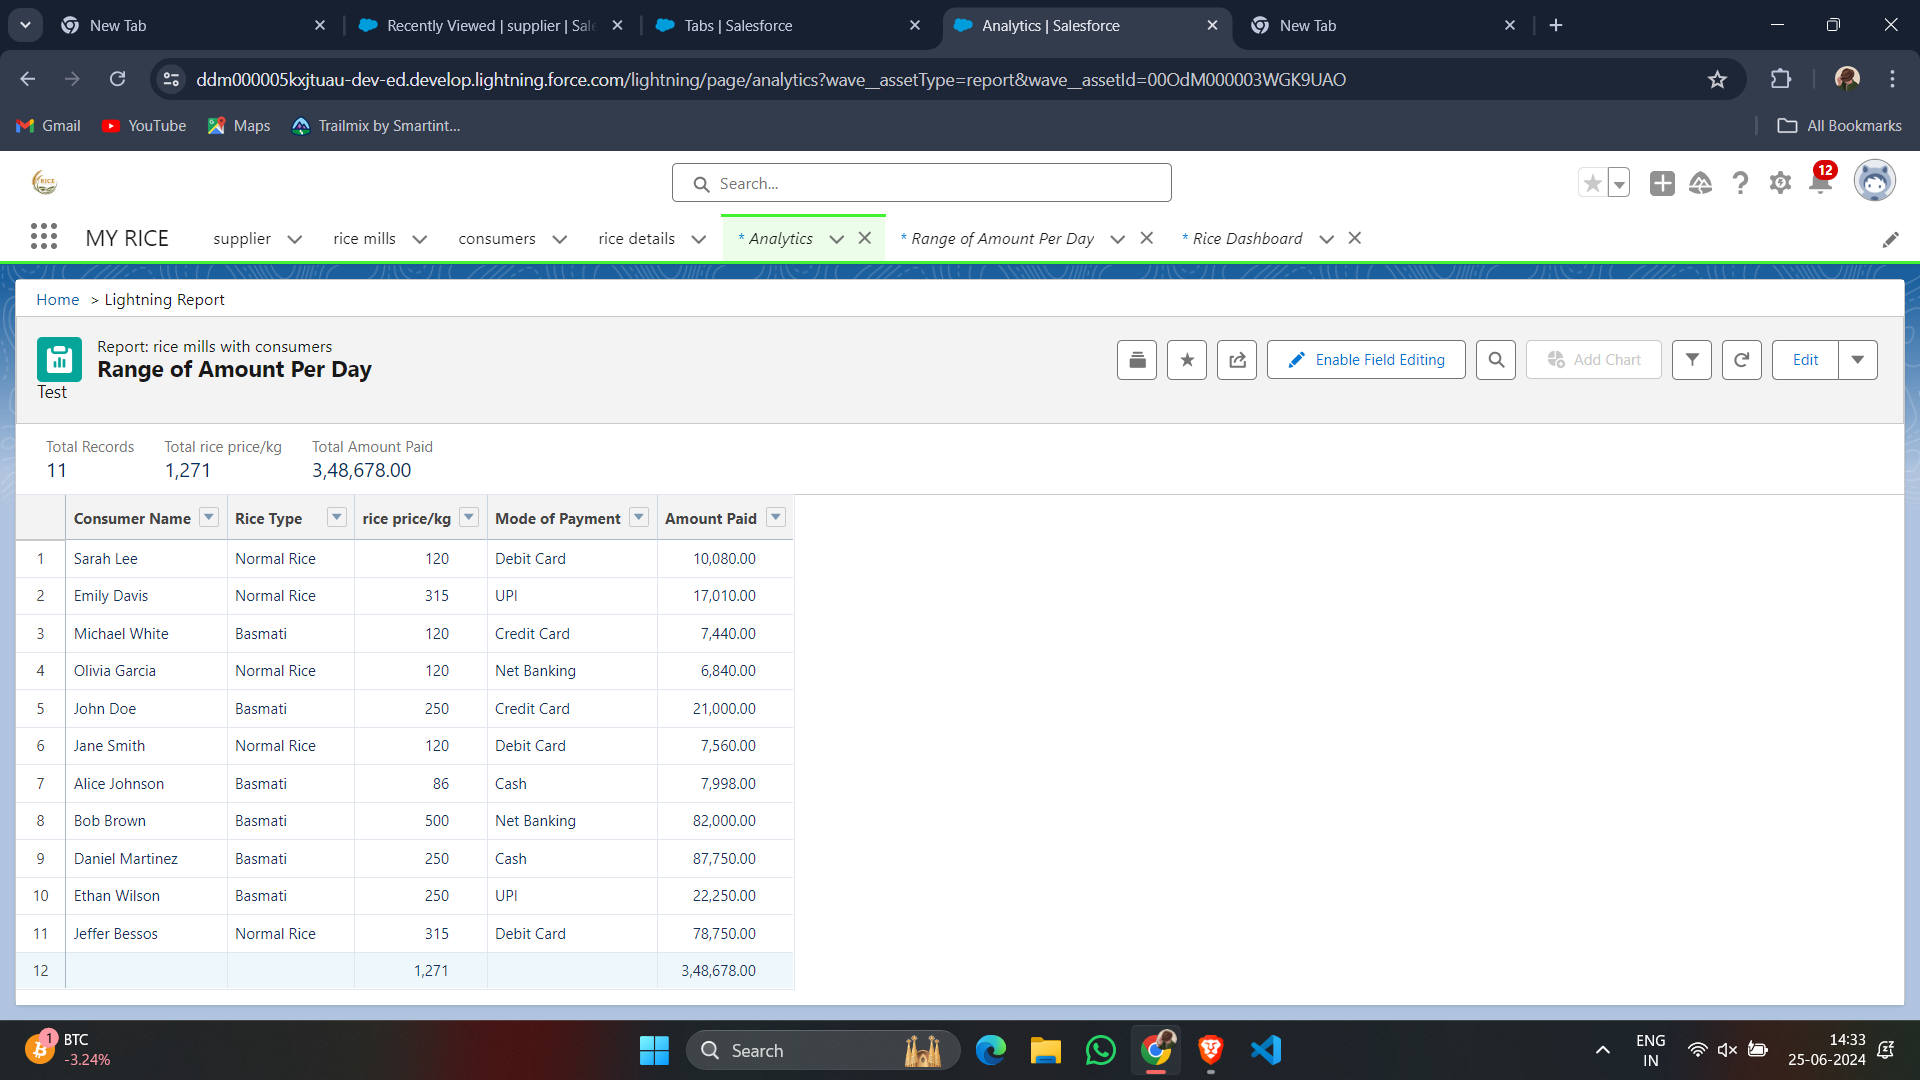 New Tab
Recently Viewed | supplier | Sale
Tabs | Salesforce
Analytics | Salesforce
New Tab
ddm000005kxjtuau-dev-ed.develop.lightning.force.com/lightning/page/analytics?wave__assetType=report&wave__assetId=00OdM000003WGK9UAO
Gmail
YouTube
Maps
Trailmix by Smartint...
All Bookmarks
RICE
Search...
12
MY RICE
supplier
rice mills
consumers
rice details
* Analytics
* Range of Amount Per Day
* Rice Dashboard
Home > Lightning Report
Report: rice mills with consumers
Range of Amount Per Day
Test
Enable Field Editing
Add Chart
Edit
Total Records Total rice price/kg Total Amount Paid
11 1,271 3,48,678.00
Consumer Name Rice Type rice price/kg Mode of Payment Amount Paid
1 Sarah Lee Normal Rice 120 Debit Card 10,080.00
2 Emily Davis Normal Rice 315 UPI 17,010.00
3 Michael White Basmati 120 Credit Card 7,440.00
4 Olivia Garcia Normal Rice 120 Net Banking 6,840.00
5 John Doe Basmati 250 Credit Card 21,000.00
6 Jane Smith Normal Rice 120 Debit Card 7,560.00
7 Alice Johnson Basmati 86 Cash 7,998.00
8 Bob Brown Basmati 500 Net Banking 82,000.00
9 Daniel Martinez Basmati 250 Cash 87,750.00
10 Ethan Wilson Basmati 250 UPI 22,250.00
11 Jeffer Bessos Normal Rice 315 Debit Card 78,750.00
12 1,271 3,48,678.00
1
BTC
-3.24%
Search
ENG
IN
14:33
25-06-2024